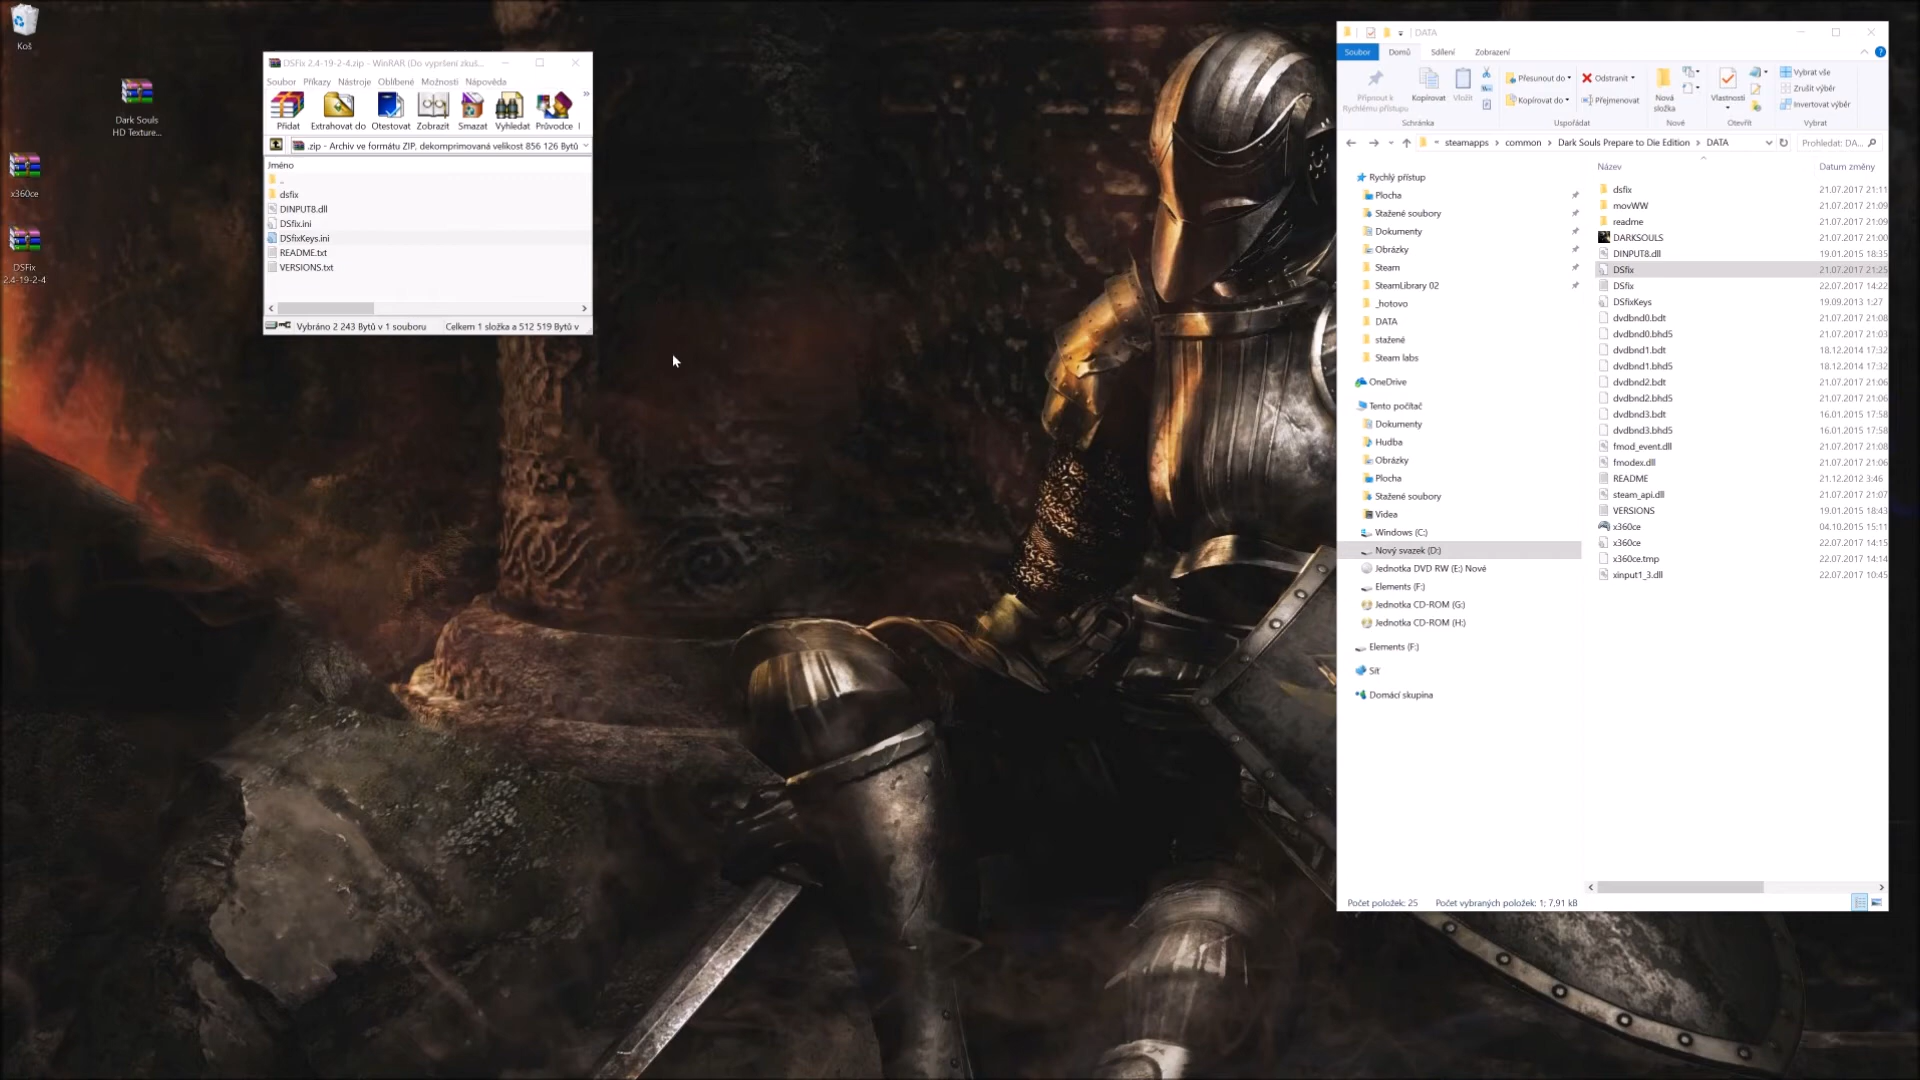 Koš
Dark Souls
HD Texture...
x360ce
DSFix
2.4-19-2-4
DSFix 2.4-19-2-4.zip - WinRAR (Do vypršení zkuš...
Soubor Příkazy Nástroje Oblíbené Možnosti Nápověda
Přidat Extrahovat do Otestovat Zobrazit Smazat Vyhledat Průvodce
.zip - Archiv ve formátu ZIP, dekomprimovaná velikost 856 126 Bytů
Jméno
..
dsfix
DINPUT8.dll
DSfix.ini
DSfixKeys.ini
README.txt
VERSIONS.txt
Vybráno 2 243 Bytů v 1 souboru Celkem 1 složka a 512 519 Bytů v
DATA
Soubor Domů Sdílení Zobrazení
Připnout k
Rychlému přístupu
Kopírovat
Vložit
Přesunout do
Kopírovat do
Odstranit
Přejmenovat
Nová
složka
Vlastnosti
Vybrat vše
Zrušit výběr
Invertovat výběr
Schránka Uspořádat Nové Otevřít Vybrat
« steamapps > common > Dark Souls Prepare to Die Edition > DATA
Prohledat: DA...
Rychlý přístup
Plocha
Stažené soubory
Dokumenty
Obrázky
Steam
SteamLibrary 02
_hotovo
DATA
stažené
Steam labs
OneDrive
Tento počítač
Dokumenty
Hudba
Obrázky
Plocha
Stažené soubory
Videa
Windows (C:)
Nový svazek (D:)
Jednotka DVD RW (E:) Nové
Elements (F:)
Jednotka CD-ROM (G:)
Jednotka CD-ROM (H:)
Elements (F:)
Síť
Domácí skupina
Název Datum změny
dsfix 21.07.2017 21:11
movWW 21.07.2017 21:09
readme 21.07.2017 21:09
DARKSOULS 21.07.2017 21:00
DINPUT8.dll 19.01.2015 18:35
DSfix 21.07.2017 21:25
DSfix 22.07.2017 14:22
DSfixKeys 19.09.2013 1:27
dvdbnd0.bdt 21.07.2017 21:08
dvdbnd0.bhd5 21.07.2017 21:03
dvdbnd1.bdt 18.12.2014 17:32
dvdbnd1.bhd5 18.12.2014 17:32
dvdbnd2.bdt 21.07.2017 21:06
dvdbnd2.bhd5 21.07.2017 21:06
dvdbnd3.bdt 16.01.2015 17:58
dvdbnd3.bhd5 16.01.2015 17:58
fmod_event.dll 21.07.2017 21:08
fmodex.dll 21.07.2017 21:06
README 21.12.2012 3:46
steam_api.dll 21.07.2017 21:07
VERSIONS 19.01.2015 18:43
x360ce 04.10.2015 15:11
x360ce 22.07.2017 14:15
x360ce.tmp 22.07.2017 14:14
xinput1_3.dll 22.07.2017 10:45
Počet položek: 25 Počet vybraných položek: 1; 7,91 kB